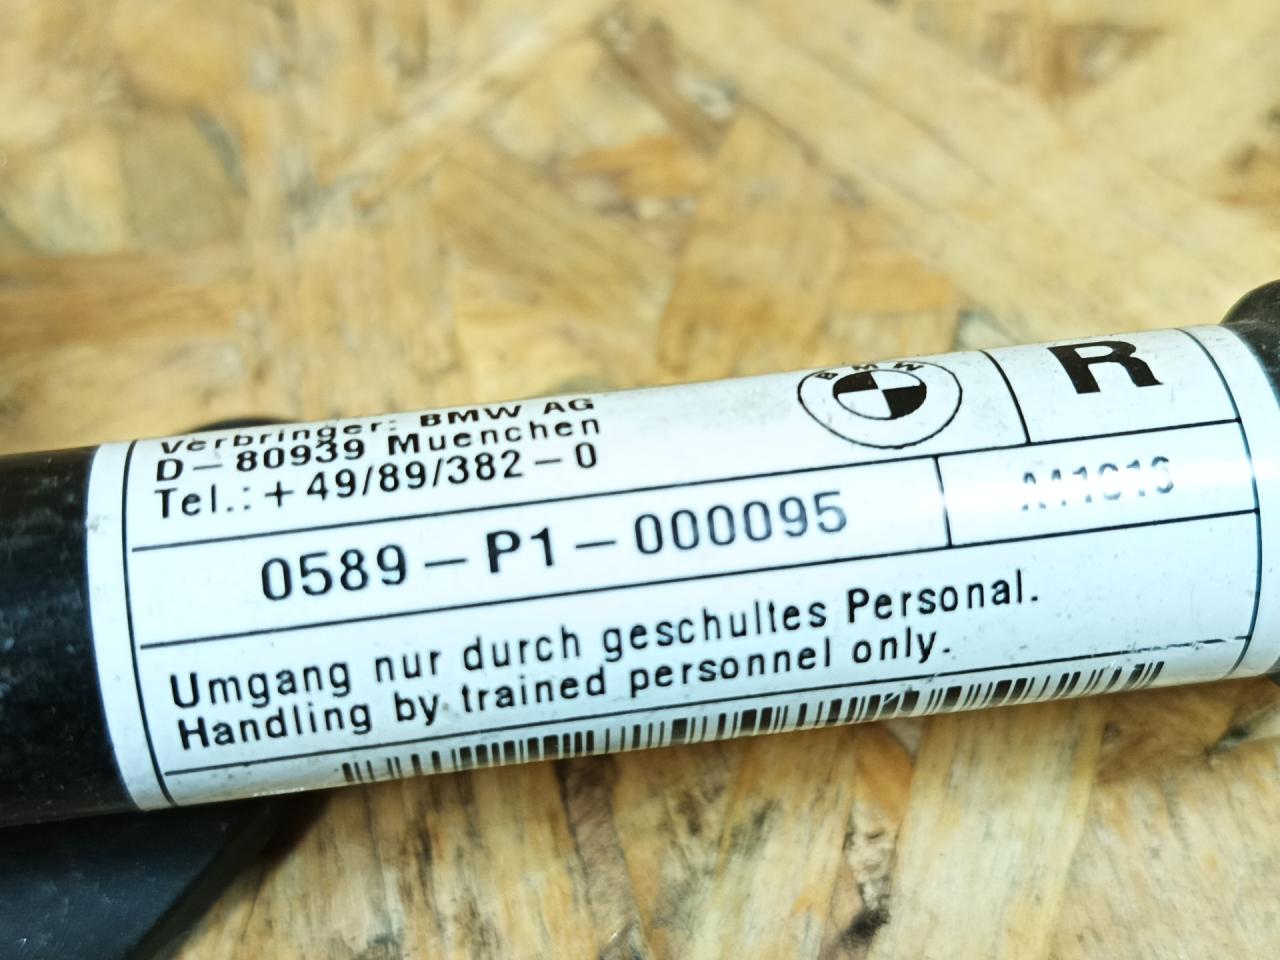 Verbringer: BMW AG
D-80939 Muenchen
Tel.: +49/89/382-0
BMW
R
0589-P1-000095
Umgang nur durch geschultes Personal.
Handling by trained personnel only.